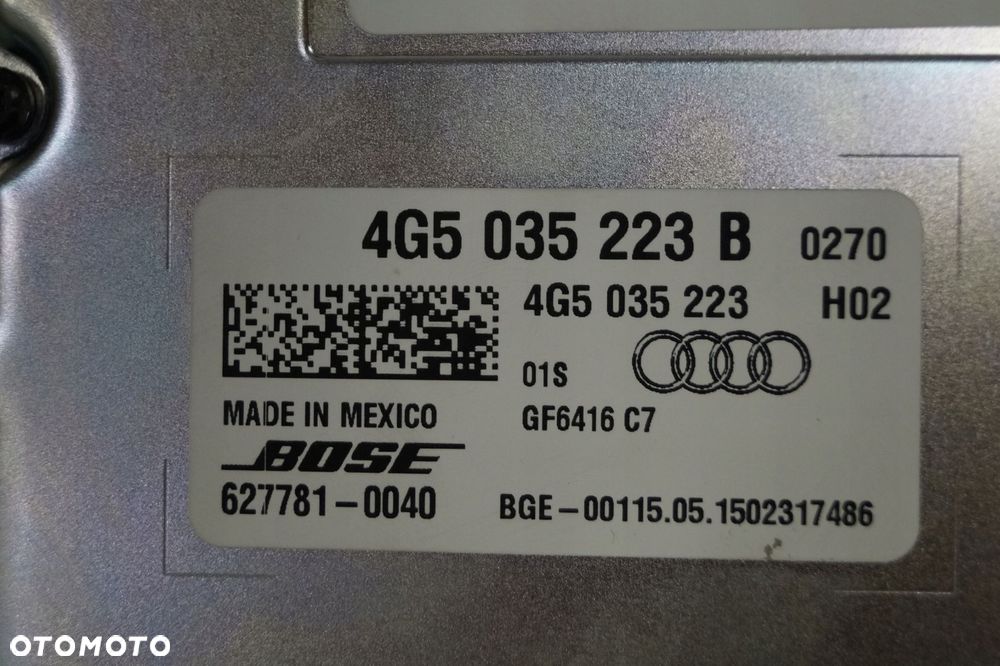 4G5 035 223 B 0270
4G5 035 223 H02
01S
MADE IN MEXICO GF6416 C7
BOSE
627781-0040 BGE-00115.05.1502317486
OTOMOTO